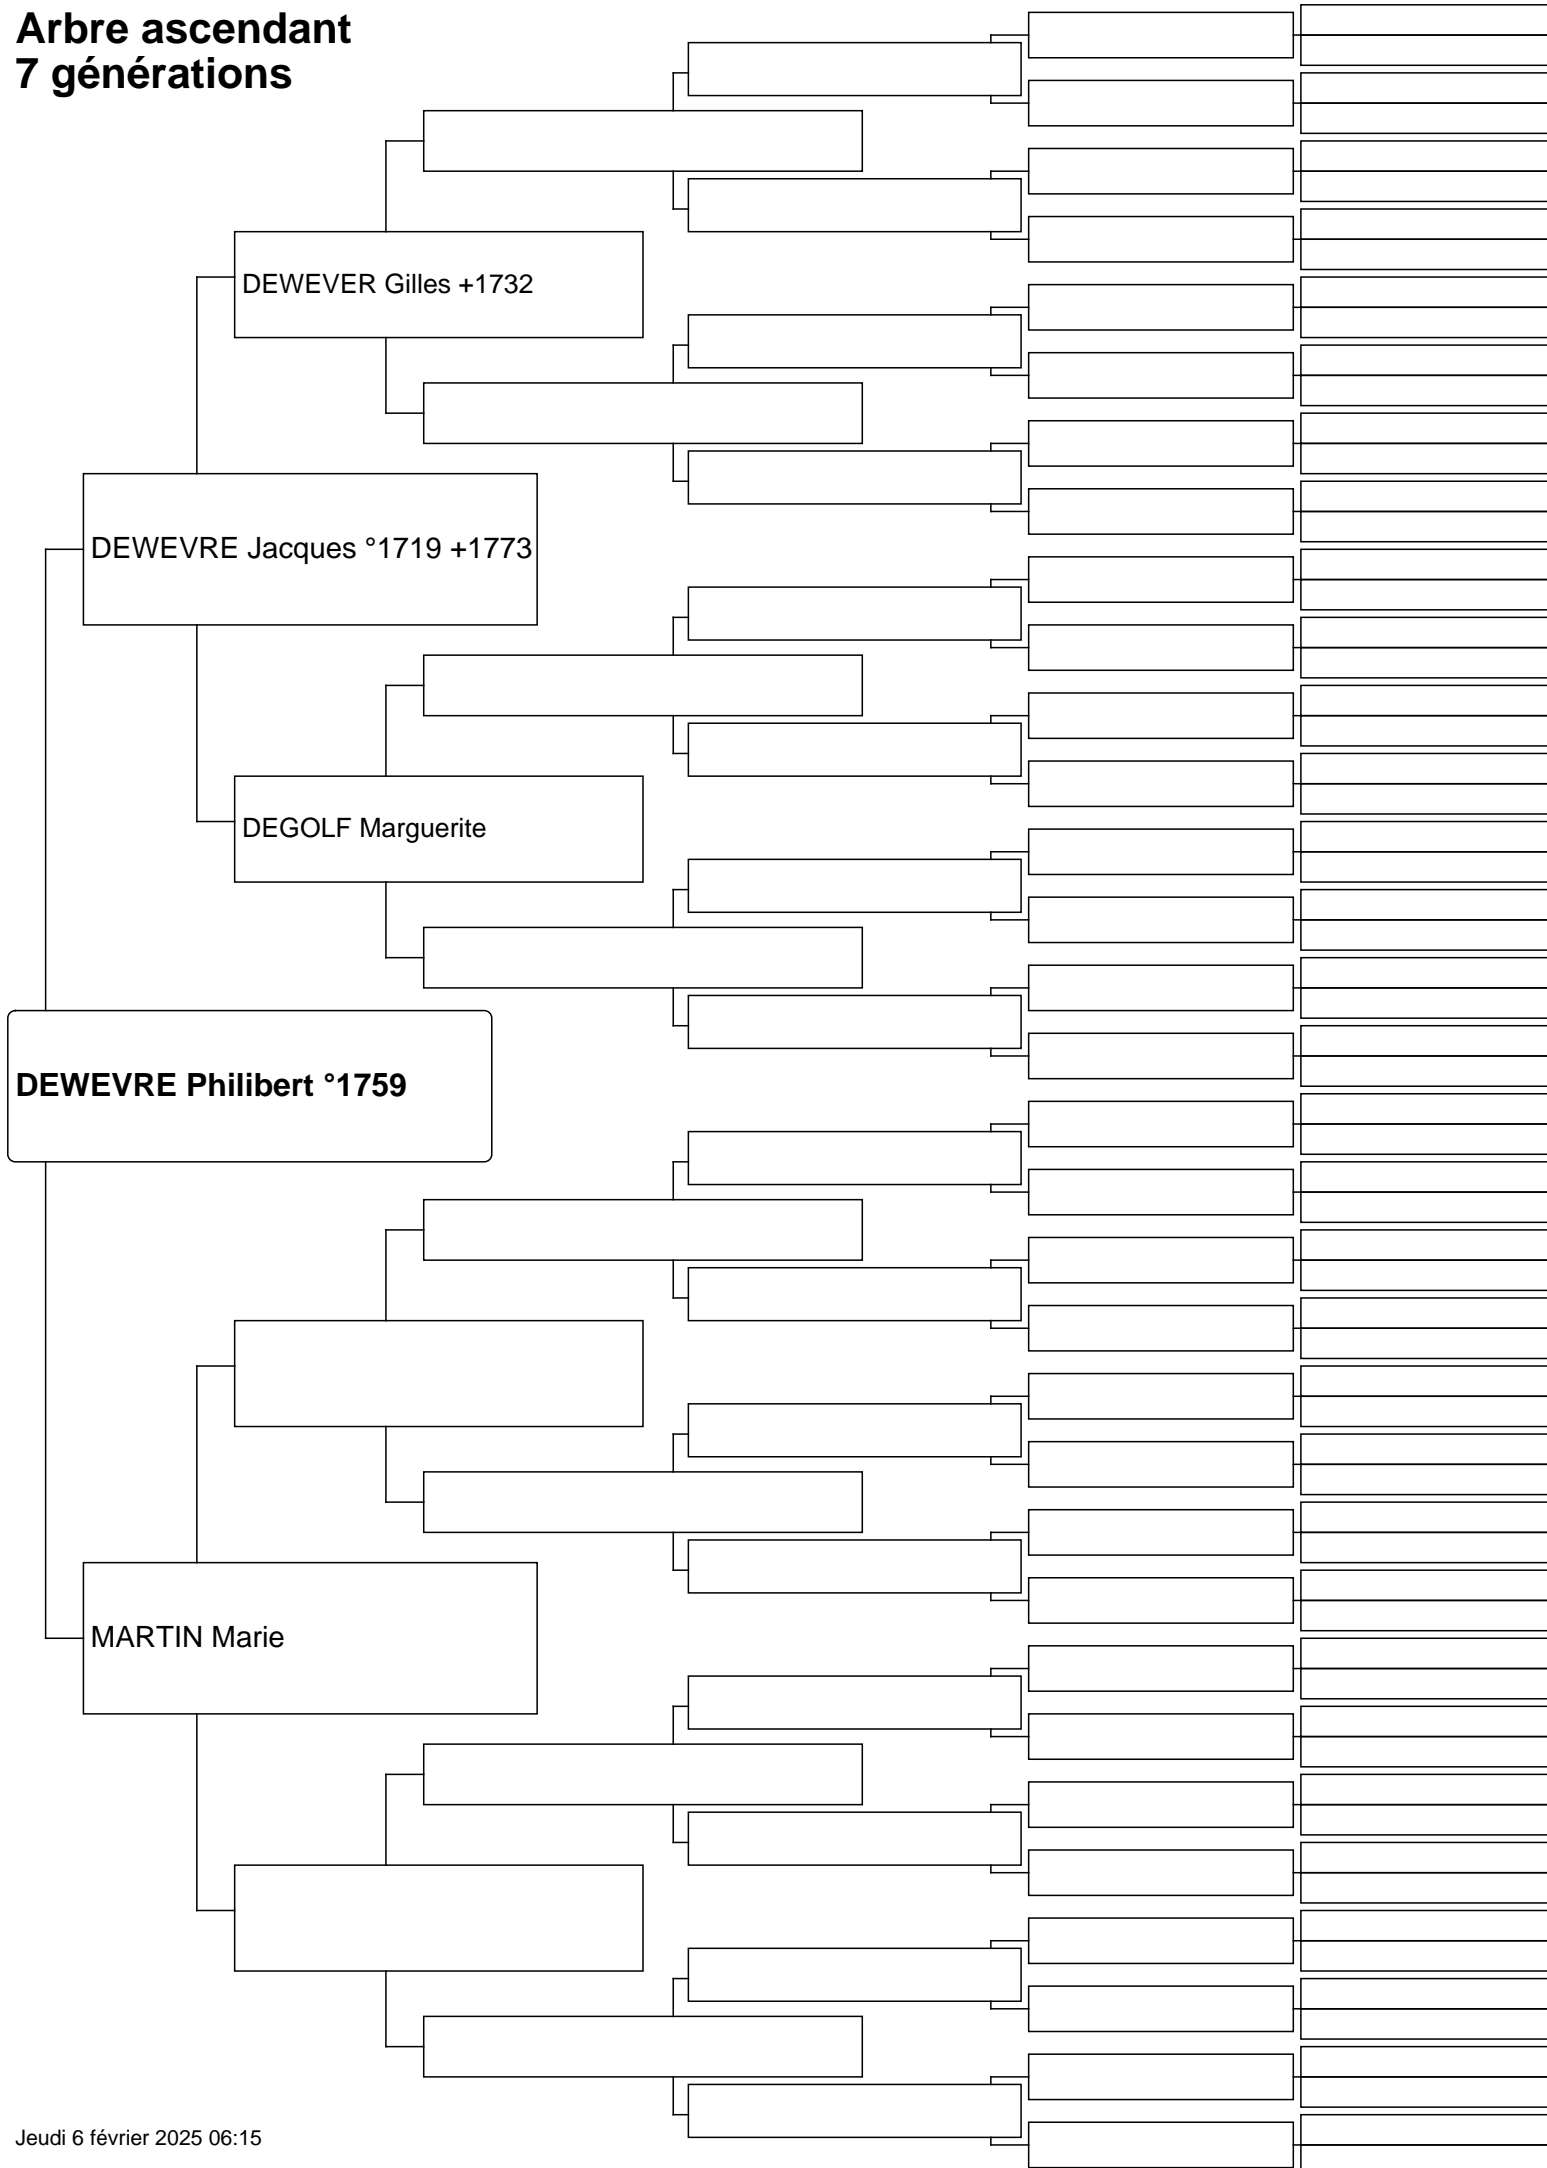 Arbre ascendant
7 générations
DEWEVER Gilles +1732
DEWEVRE Jacques °1719 +1773
DEGOLF Marguerite
DEWEVRE Philibert °1759
MARTIN Marie
Jeudi 6 février 2025 06:15